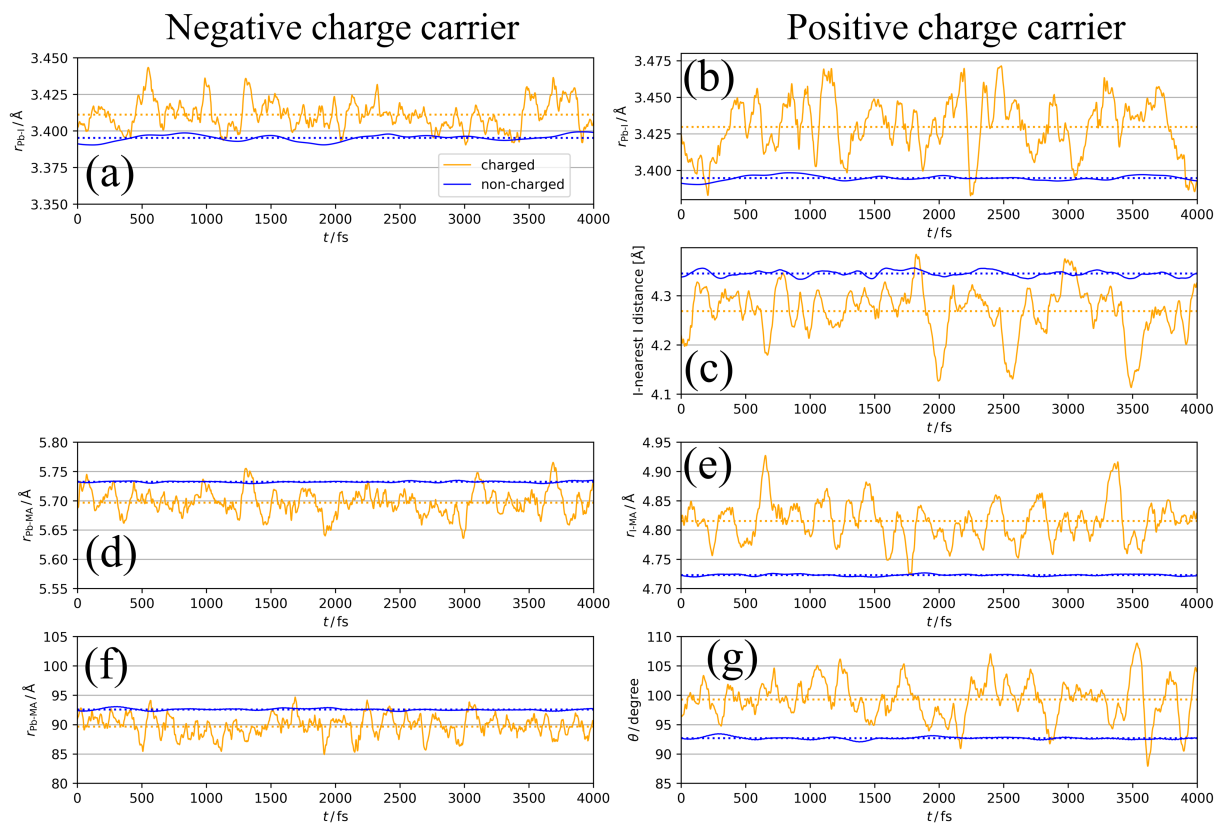 Negative charge carrier
Positive charge carrier
3.450
3.425
3.400
3.375
3.350
r_Pb-I / Å
(a)
charged
non-charged
0 500 1000 1500 2000 2500 3000 3500 4000
t / fs
3.475
3.450
3.425
3.400
r_Pb-I / Å
(b)
0 500 1000 1500 2000 2500 3000 3500 4000
t / fs
4.3
4.2
4.1
I-nearest I distance [Å]
(c)
0 500 1000 1500 2000 2500 3000 3500 4000
5.80
5.75
5.70
5.65
5.60
5.55
r_Pb-MA / Å
(d)
0 500 1000 1500 2000 2500 3000 3500 4000
t / fs
4.95
4.90
4.85
4.80
4.75
4.70
r_I-MA / Å
(e)
0 500 1000 1500 2000 2500 3000 3500 4000
t / fs
105
100
95
90
85
80
r_Pb-MA / Å
(f)
0 500 1000 1500 2000 2500 3000 3500 4000
t / fs
110
105
100
95
90
85
θ / degree
(g)
0 500 1000 1500 2000 2500 3000 3500 4000
t / fs